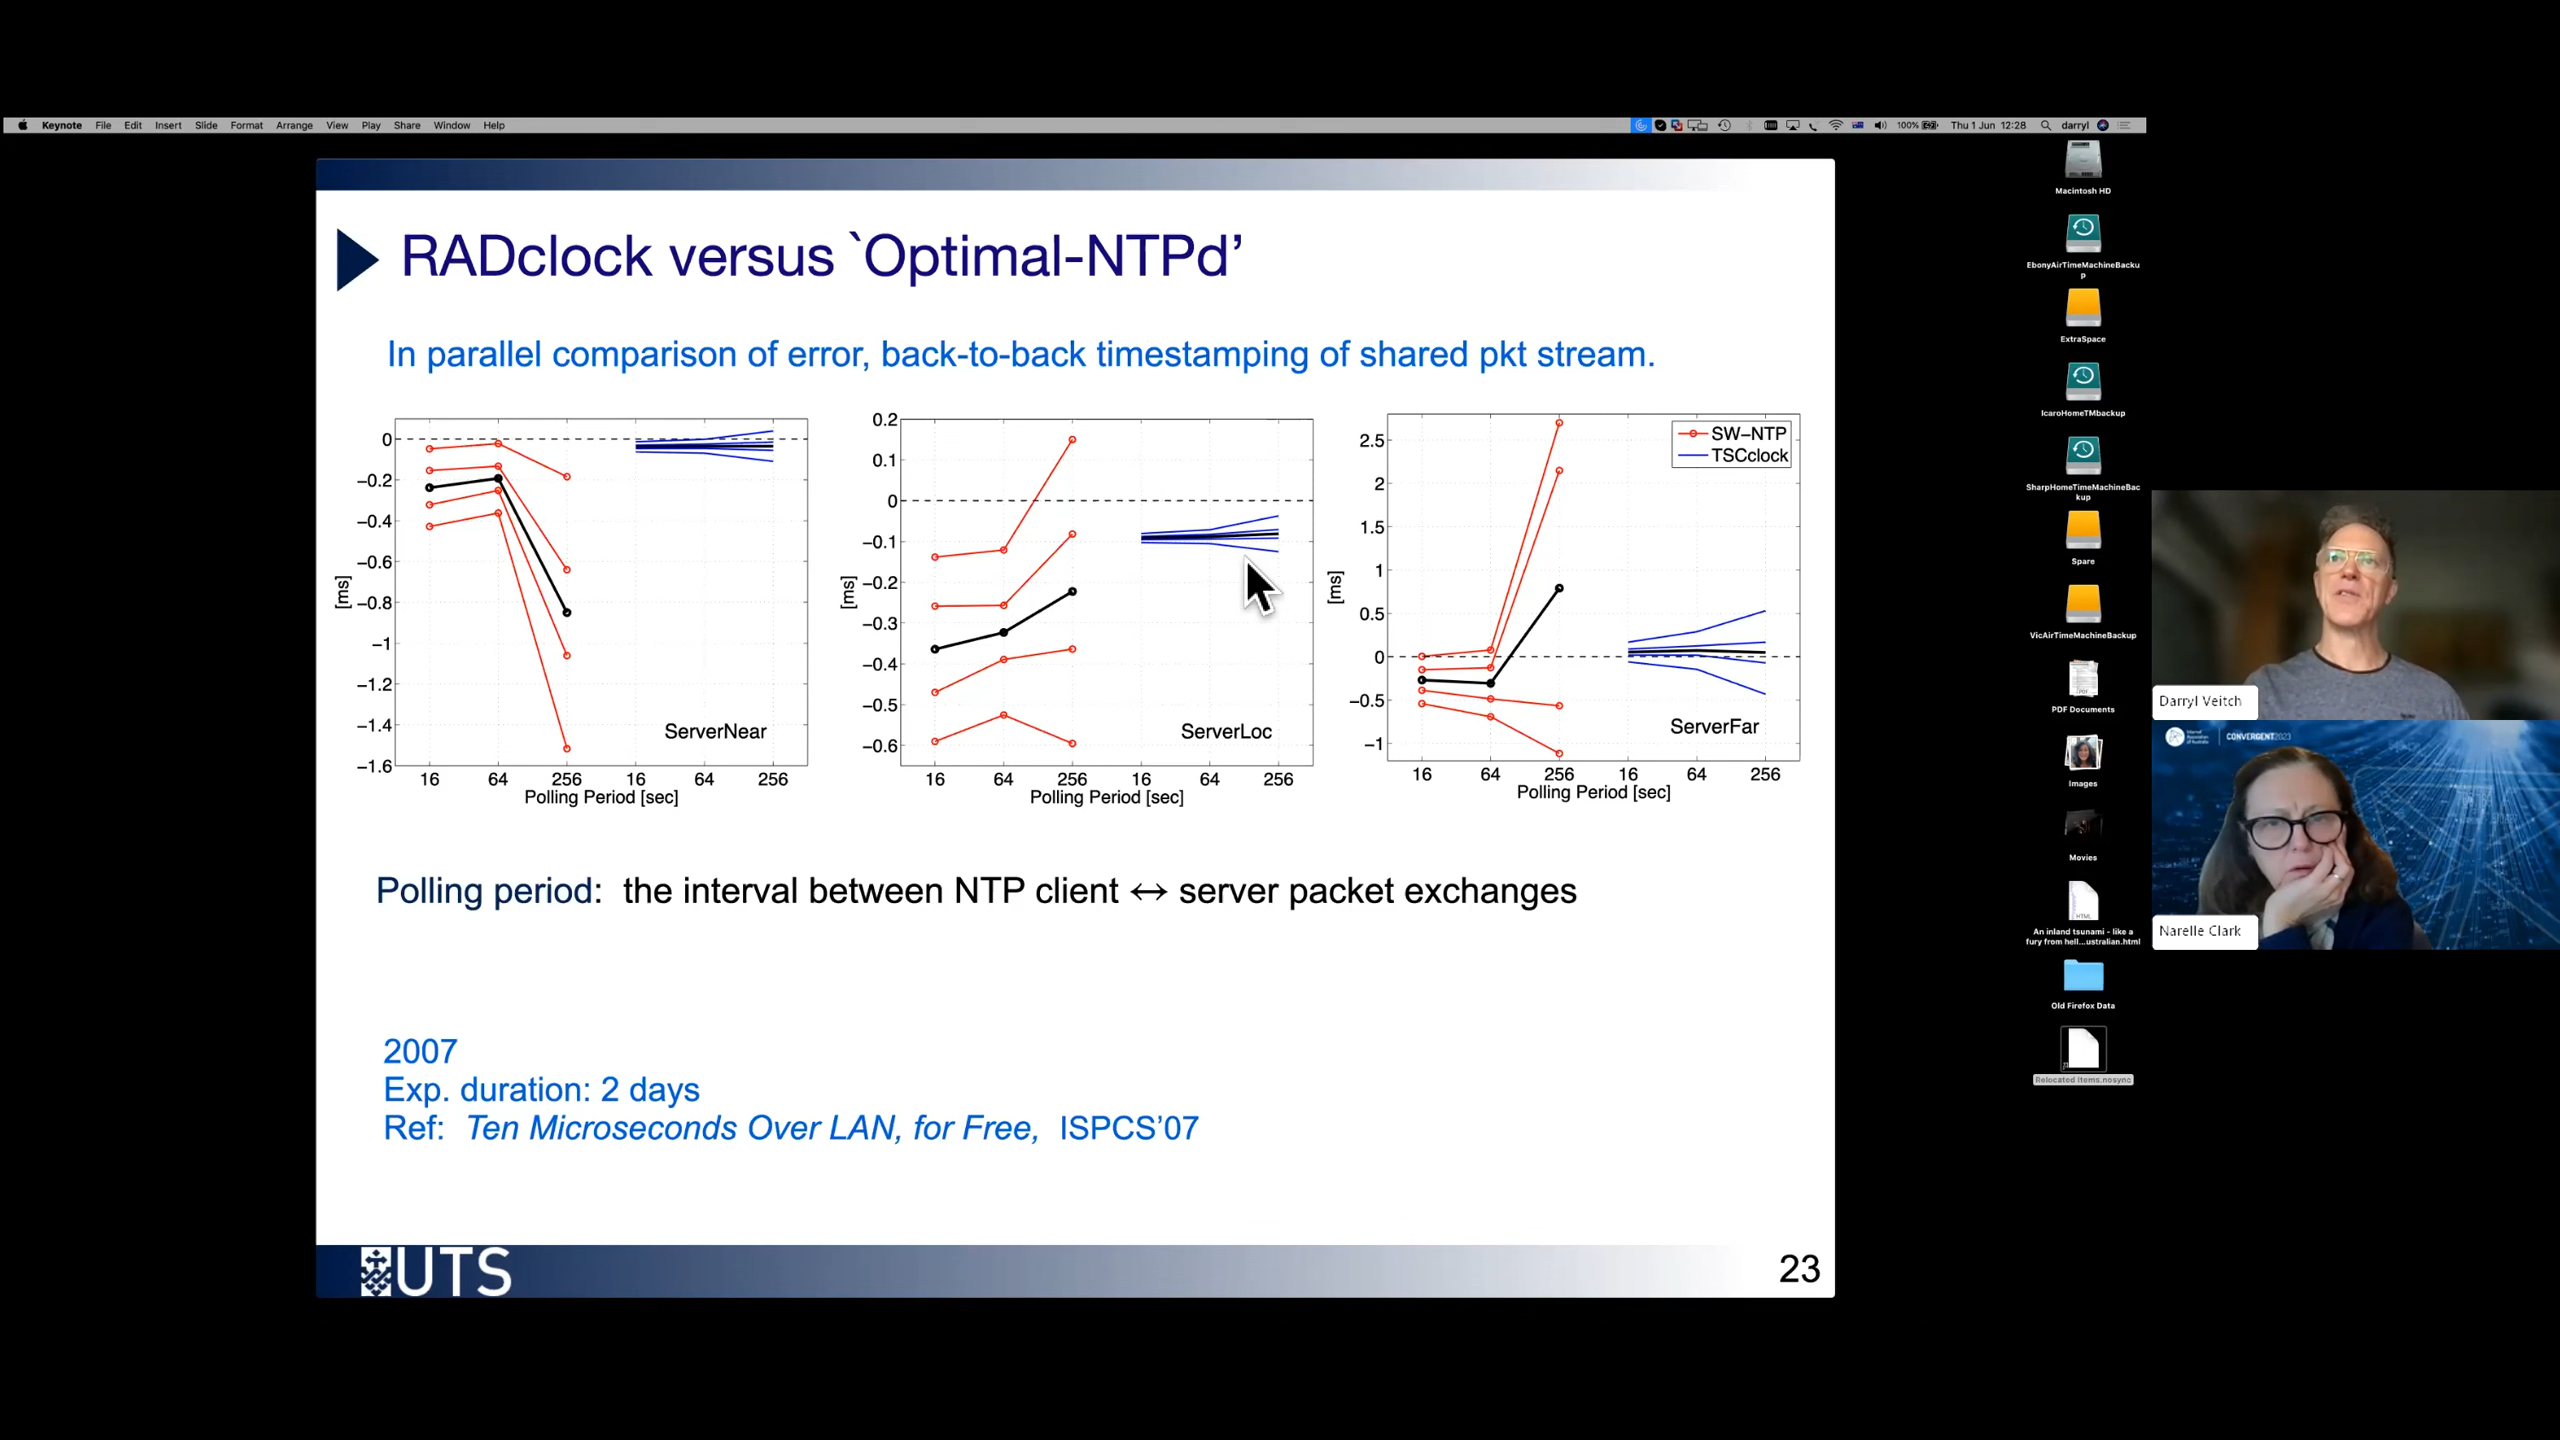 Keynote File Edit Insert Slide Format Arrange View Play Share Window Help
100% Thu 1 Jun 12:28 darryl
RADclock versus `Optimal-NTPd’
In parallel comparison of error, back-to-back timestamping of shared pkt stream.
0
−0.2
−0.4
−0.6
−0.8
−1
−1.2
−1.4
−1.6
[ms]
ServerNear
16 64 256 16 64 256
Polling Period [sec]
0.2
0.1
0
−0.1
−0.2
−0.3
−0.4
−0.5
−0.6
[ms]
ServerLoc
16 64 256 16 64 256
Polling Period [sec]
2.5
2
1.5
1
0.5
0
−0.5
−1
[ms]
SW−NTP
TSCclock
ServerFar
16 64 256 16 64 256
Polling Period [sec]
Polling period: the interval between NTP client ↔ server packet exchanges
2007
Exp. duration: 2 days
Ref: Ten Microseconds Over LAN, for Free, ISPCS’07
UTS
23
Macintosh HD
EbonyAirTimeMachineBacku
p
ExtraSpace
IcaroHomeTMbackup
SharpHomeTimeMachineBac
kup
Spare
VicAirTimeMachineBackup
PDF Documents
Images
Movies
HTML
An inland tsunami - like a
fury from hell...ustralian.html
Old Firefox Data
Relocated Items.nosync
Darryl Veitch
CONVERGENT2023
Narelle Clark